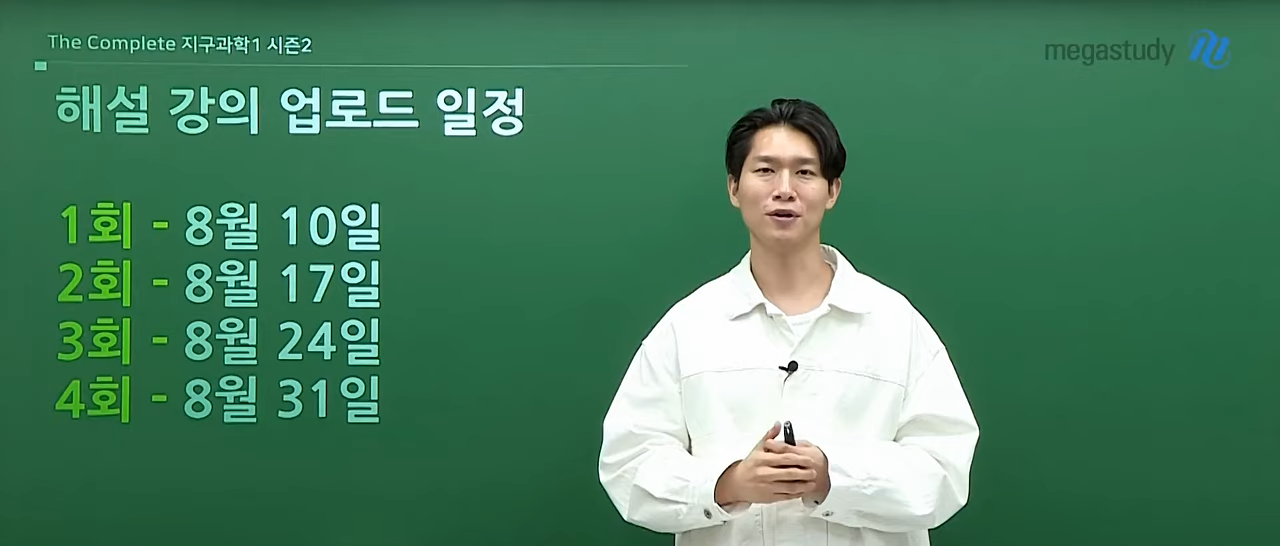 The Complete 지구과학1 시즌2
megastudy
해설 강의 업로드 일정
1회 - 8월 10일
2회 - 8월 17일
3회 - 8월 24일
4회 - 8월 31일